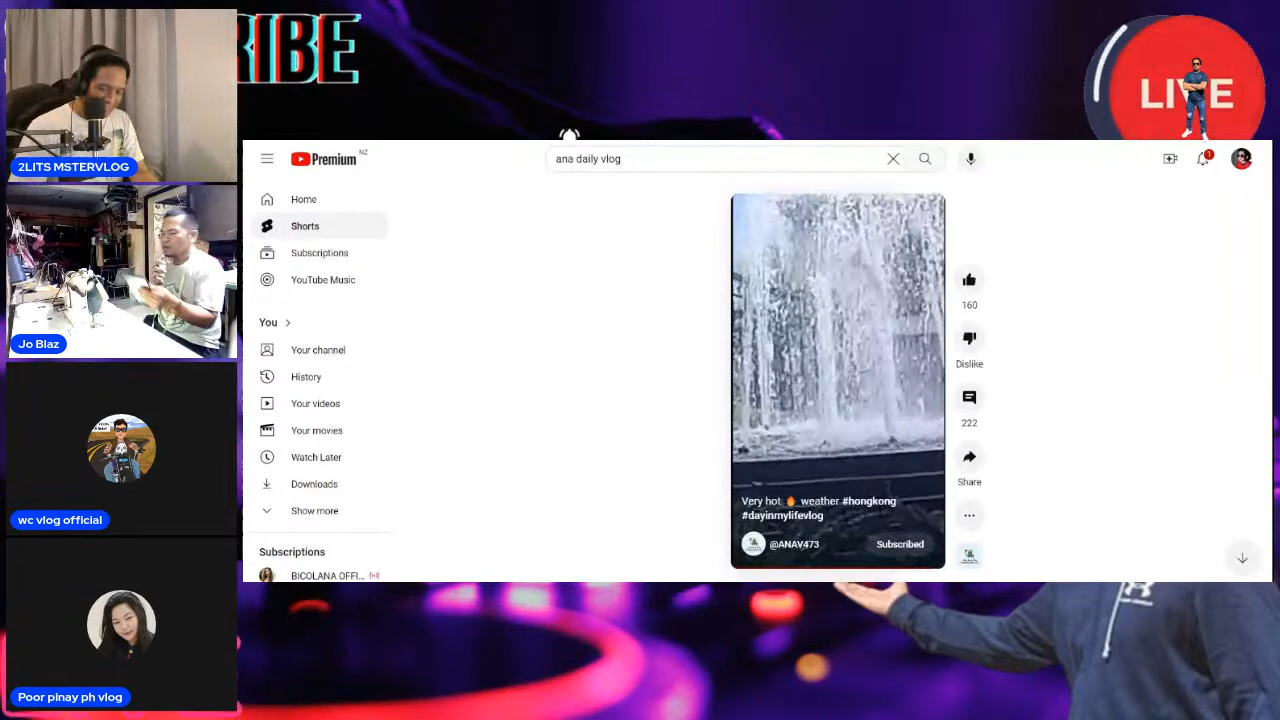 RIBE
LIVE
2LITS MSTERVLOG
Jo Blaz
wc vlog official
Poor pinay ph vlog
Premium NZ
ana daily vlog
1
Home
Shorts
Subscriptions
YouTube Music
You
Your channel
History
Your videos
Your movies
Watch Later
Downloads
Show more
Subscriptions
BICOLANA OFFI...
160
Dislike
222
Share
Very hot 🔥 weather #hongkong
#dayinmylifevlog
@ANAV473
Subscribed